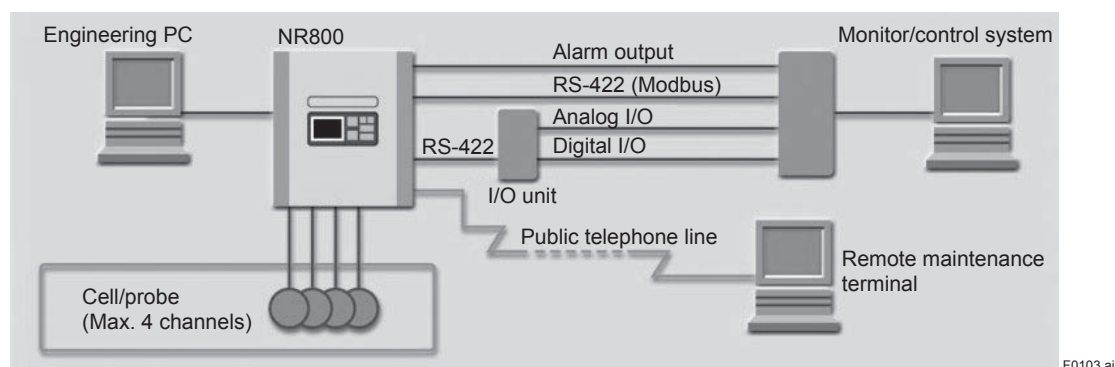 Engineering PC
NR800
Alarm output
Monitor/control system
RS-422 (Modbus)
Analog I/O
RS-422
Digital I/O
I/O unit
Public telephone line
Remote maintenance
terminal
Cell/probe
(Max. 4 channels)
F0103.ai